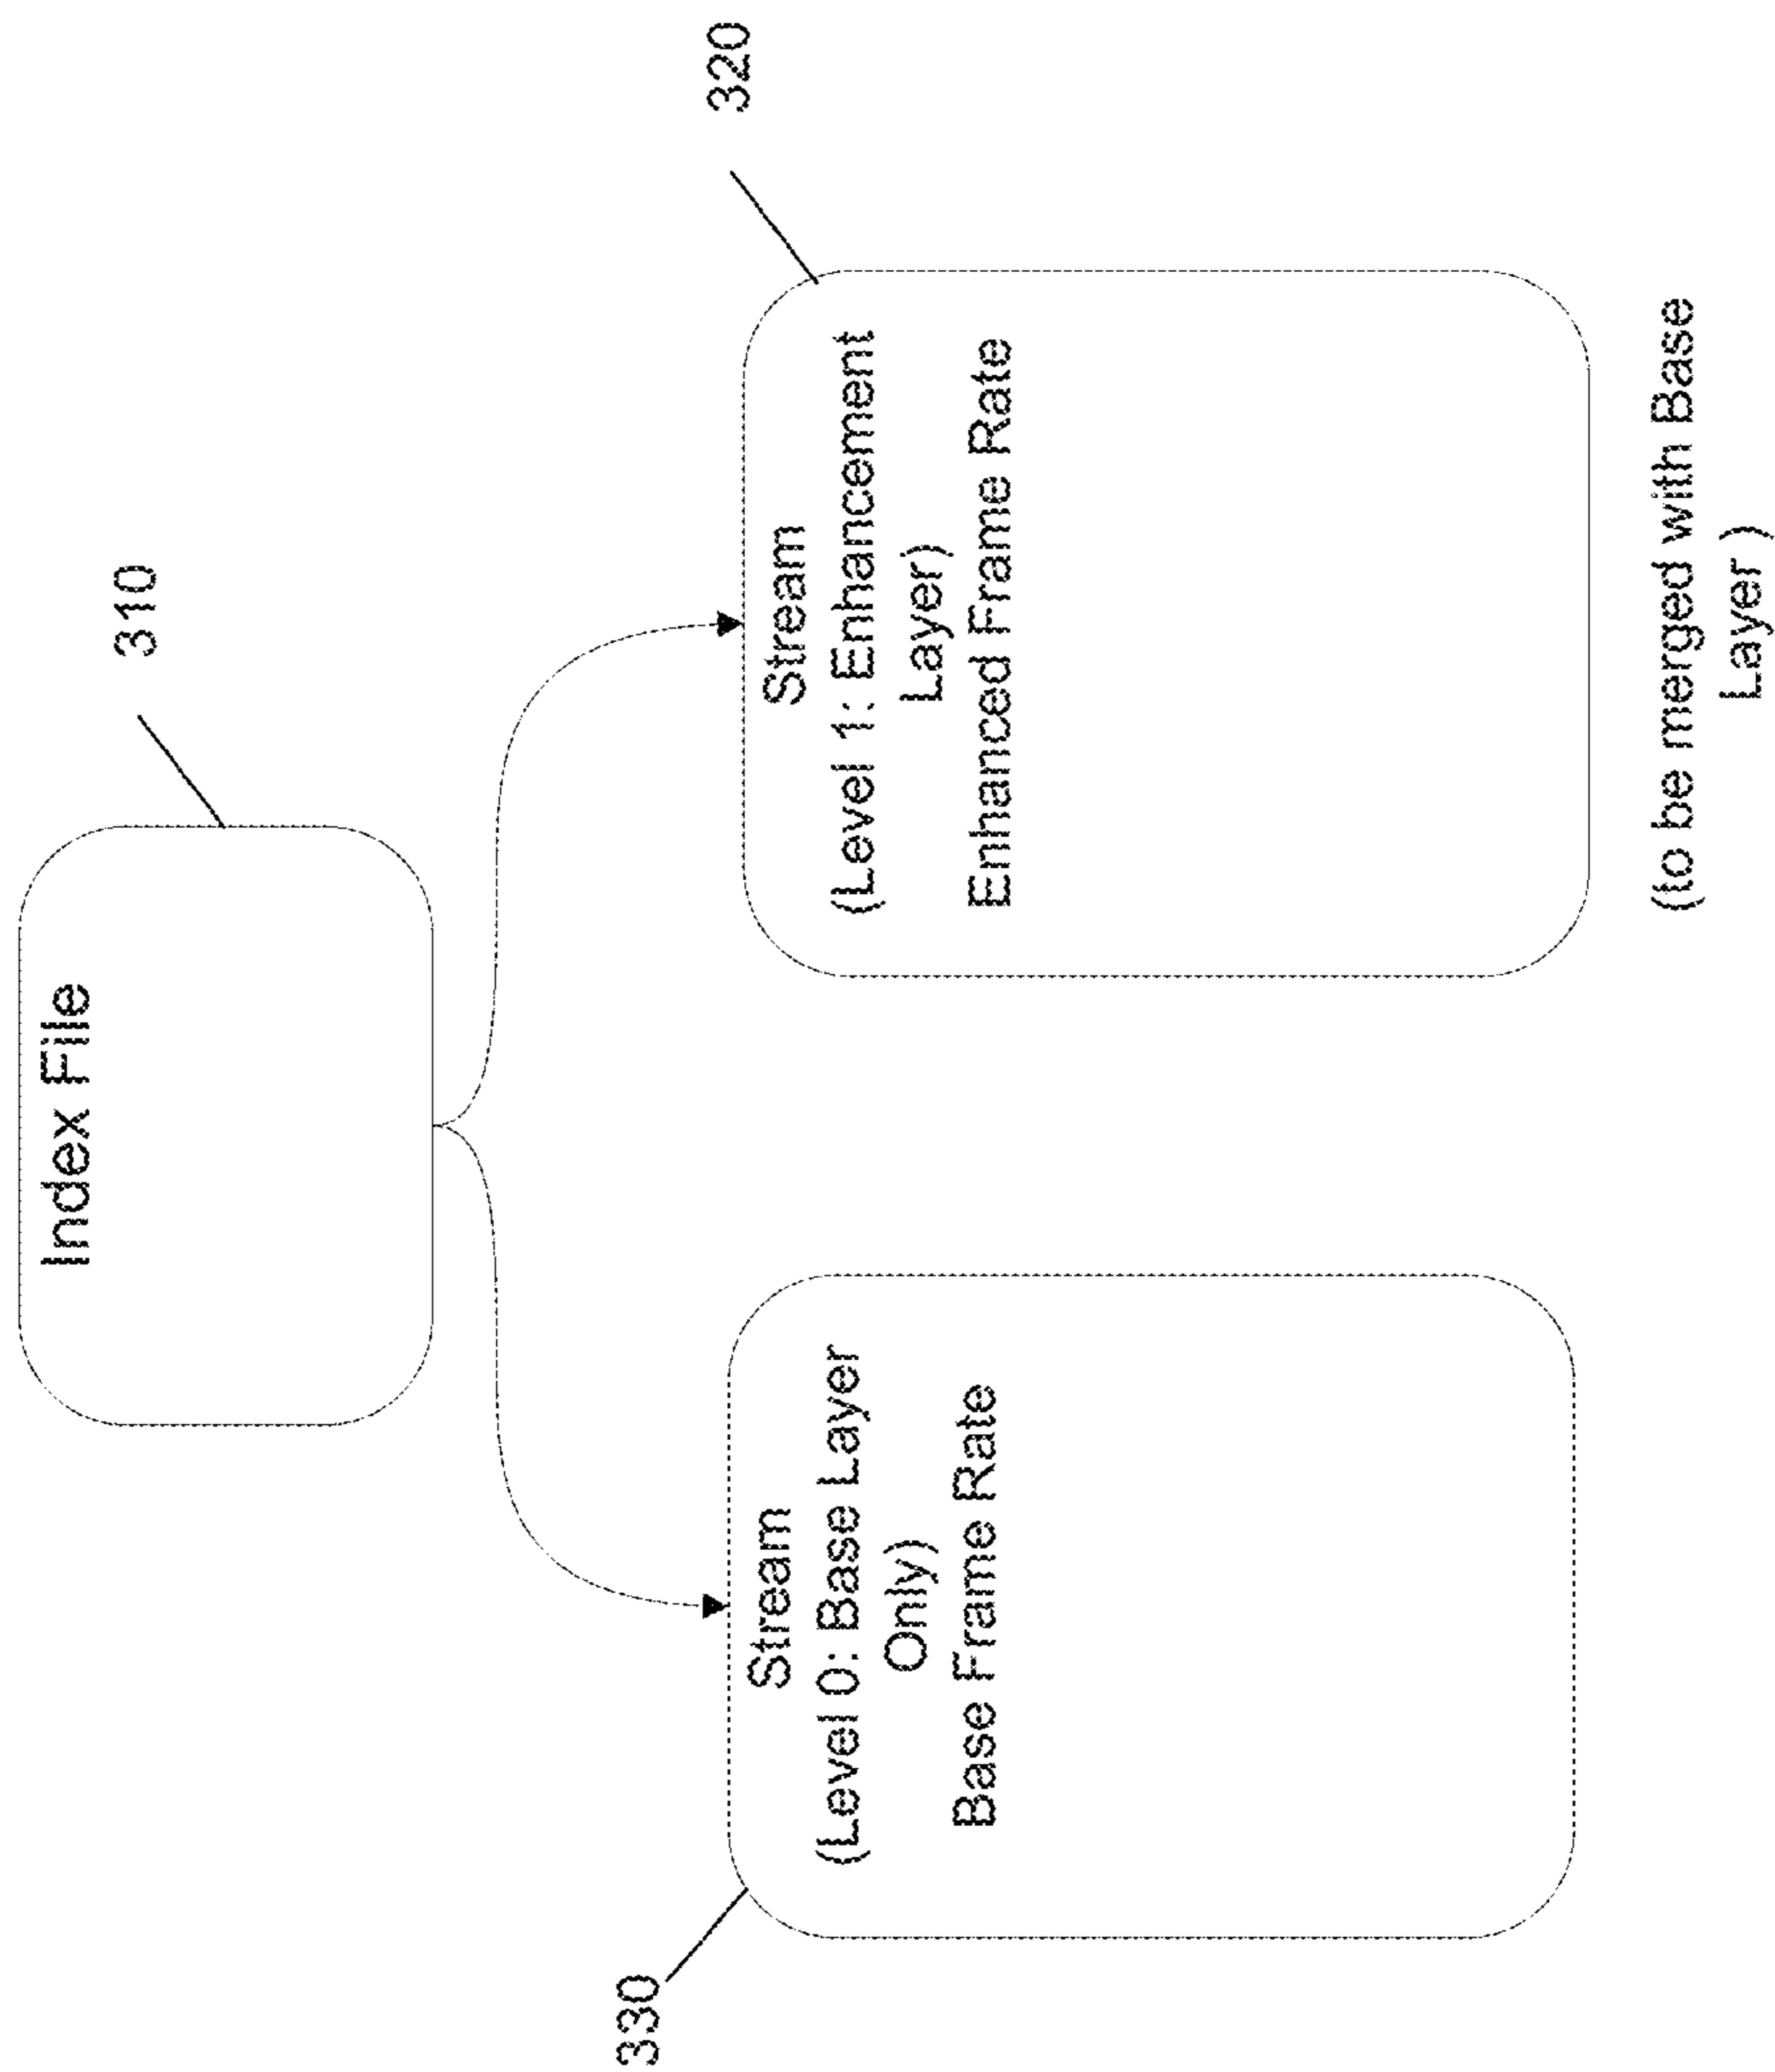 310
Index File
330
Stream
(Level 0: Base Layer
Only)
Base Frame Rate
320
Stream
(Level 1: Enhancement
Layer)
Enhanced Frame Rate
(to be merged with Base
Layer )